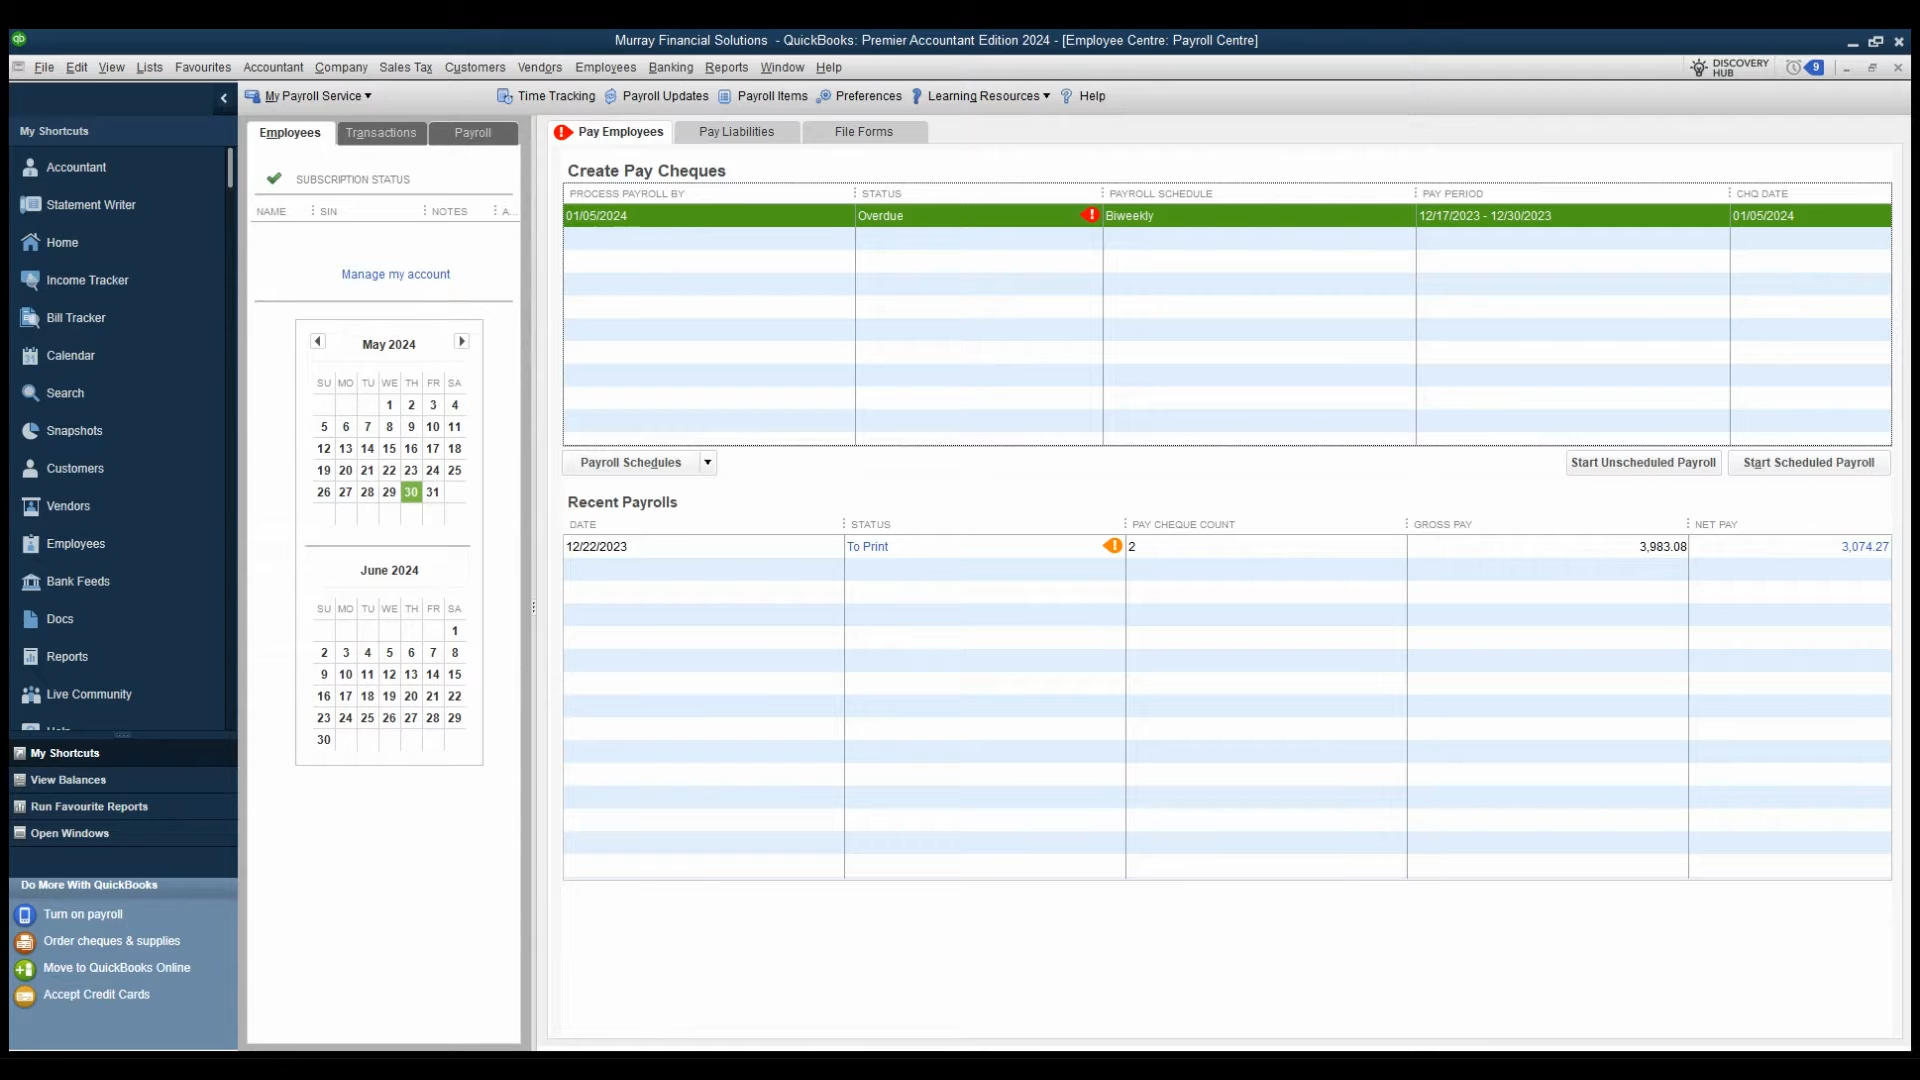 qb
Murray Financial Solutions - QuickBooks: Premier Accountant Edition 2024 - [Employee Centre: Payroll Centre]
File Edit View Lists Favourites Accountant Company Sales Tax Customers Vendors Employees Banking Reports Window Help
DISCOVERY HUB
9
My Payroll Service
Time Tracking
Payroll Updates
Payroll Items
Preferences
Learning Resources
Help
My Shortcuts
Accountant
Statement Writer
Home
Income Tracker
Bill Tracker
Calendar
Search
Snapshots
Customers
Vendors
Employees
Bank Feeds
Docs
Reports
Live Community
My Shortcuts
View Balances
Run Favourite Reports
Open Windows
Do More With QuickBooks
Turn on payroll
Order cheques & supplies
Move to QuickBooks Online
Accept Credit Cards
Employees Transactions Payroll
SUBSCRIPTION STATUS
NAME SIN NOTES A...
Manage my account
May 2024
SU MO TU WE TH FR SA
1 2 3 4
5 6 7 8 9 10 11
12 13 14 15 16 17 18
19 20 21 22 23 24 25
26 27 28 29 30 31
June 2024
SU MO TU WE TH FR SA
1
2 3 4 5 6 7 8
9 10 11 12 13 14 15
16 17 18 19 20 21 22
23 24 25 26 27 28 29
30
Pay Employees Pay Liabilities File Forms
Create Pay Cheques
PROCESS PAYROLL BY STATUS PAYROLL SCHEDULE PAY PERIOD CHQ DATE
01/05/2024 Overdue Biweekly 12/17/2023 - 12/30/2023 01/05/2024
Payroll Schedules
Start Unscheduled Payroll
Start Scheduled Payroll
Recent Payrolls
DATE STATUS PAY CHEQUE COUNT GROSS PAY NET PAY
12/22/2023 To Print 2 3,983.08 3,074.27